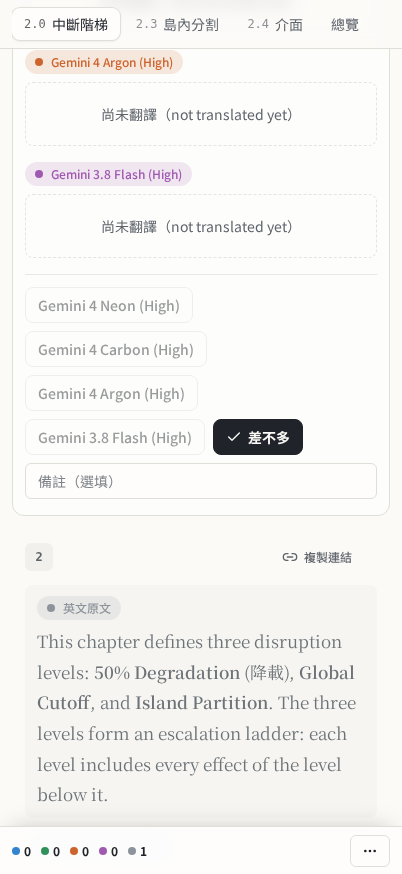 2.0 中斷階梯 2.3 島內分割 2.4 介面 總覽
Gemini 4 Argon (High)
尚未翻譯（not translated yet）
Gemini 3.8 Flash (High)
尚未翻譯（not translated yet）
Gemini 4 Neon (High)
Gemini 4 Carbon (High)
Gemini 4 Argon (High)
Gemini 3.8 Flash (High) 差不多
備註（選填）
2 複製連結
英文原文
This chapter defines three disruption
levels: 50% Degradation (降載), Global
Cutoff, and Island Partition. The three
levels form an escalation ladder: each
level includes every effect of the level
below it.
0 0 0 0 1